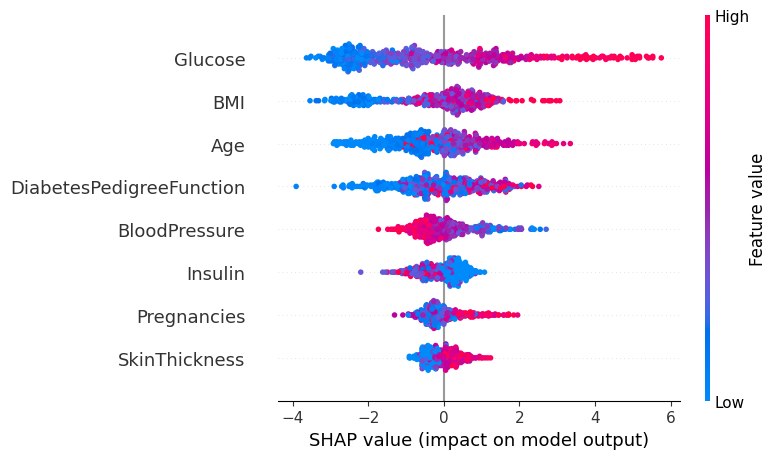 High
Glucose
BMI
Age
DiabetesPedigreeFunction
BloodPressure
Insulin
Pregnancies
SkinThickness
Feature value
Low
−4 −2 0 2 4 6
SHAP value (impact on model output)